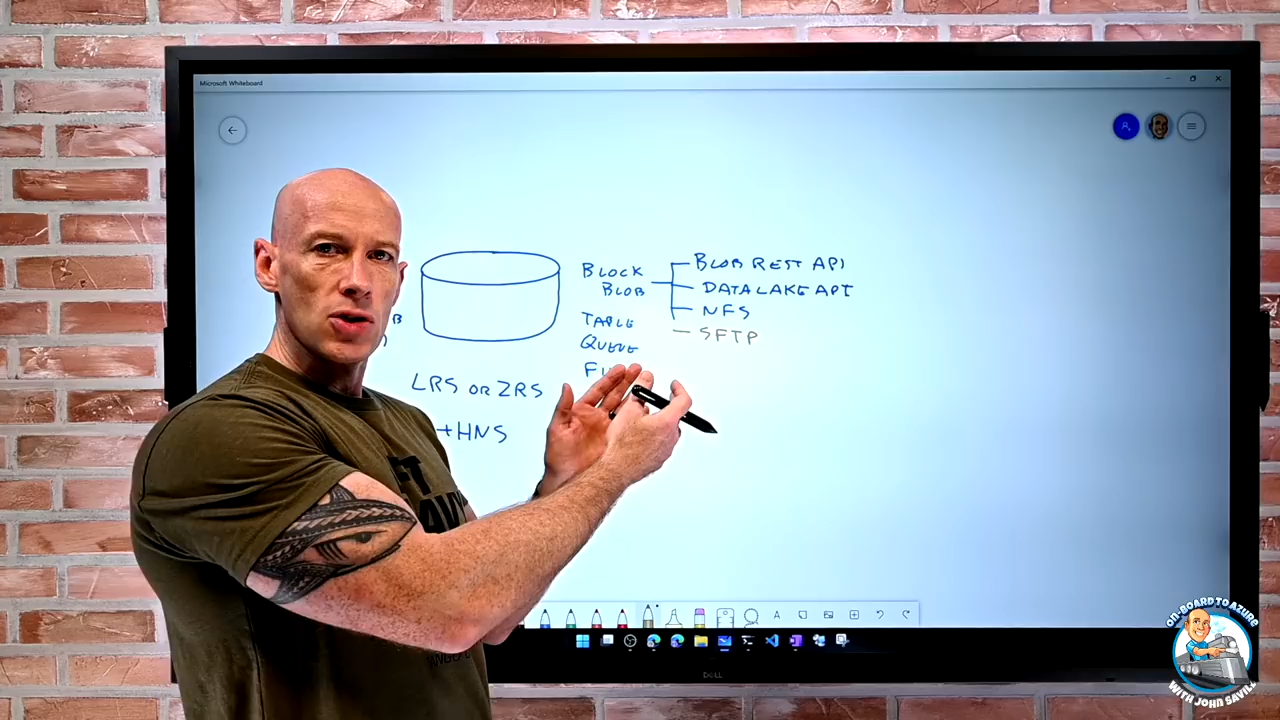 Microsoft Whiteboard
BLOCK
BLOB
BLOB REST API
DATA LAKE API
NFS
SFTP
TABLE
QUEUE
LRS OR ZRS
+HNS
DELL
ON-BOARD TO AZURE
WITH JOHN SAVILL